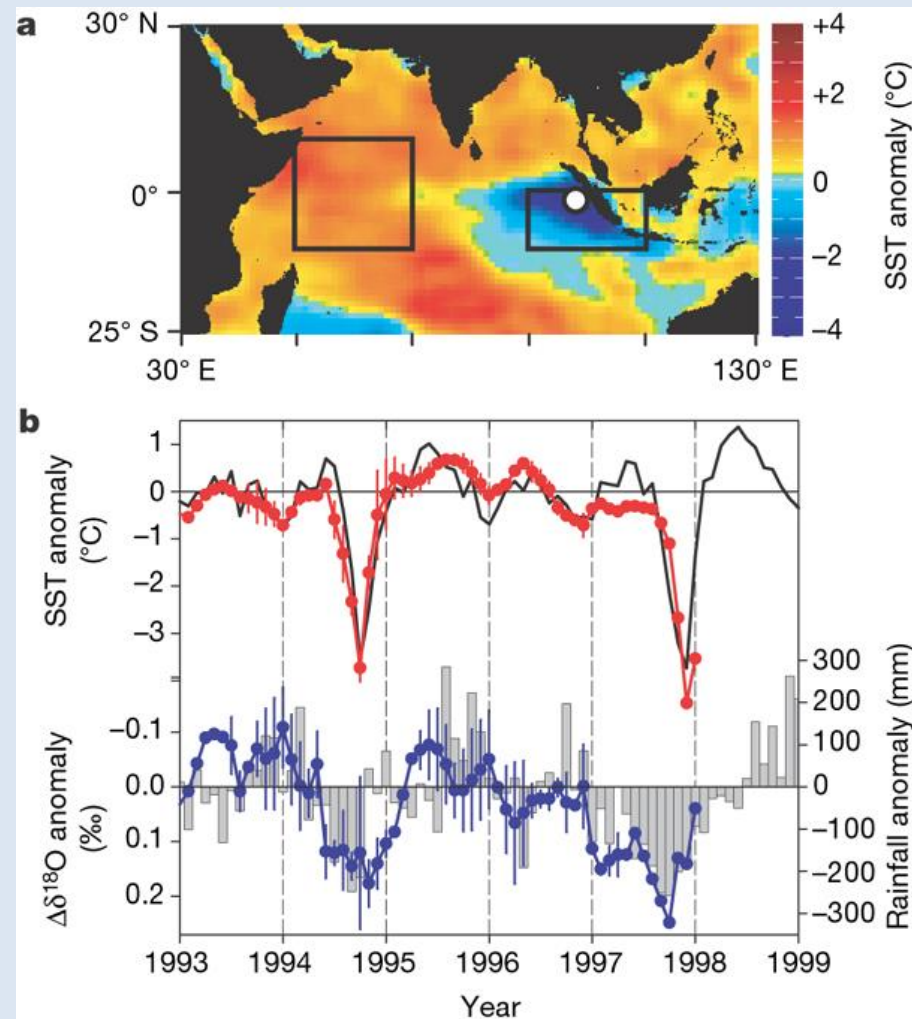 a
30° N
0°
25° S
30° E
130° E
+4
+2
0
−2
−4
SST anomaly (°C)
b
1
0
−1
−2
−3
SST anomaly
(°C)
−0.1
0.0
0.1
0.2
Δδ¹⁸O anomaly
(‰)
300
200
100
0
−100
−200
−300
Rainfall anomaly (mm)
1993
1994
1995
1996
1997
1998
1999
Year